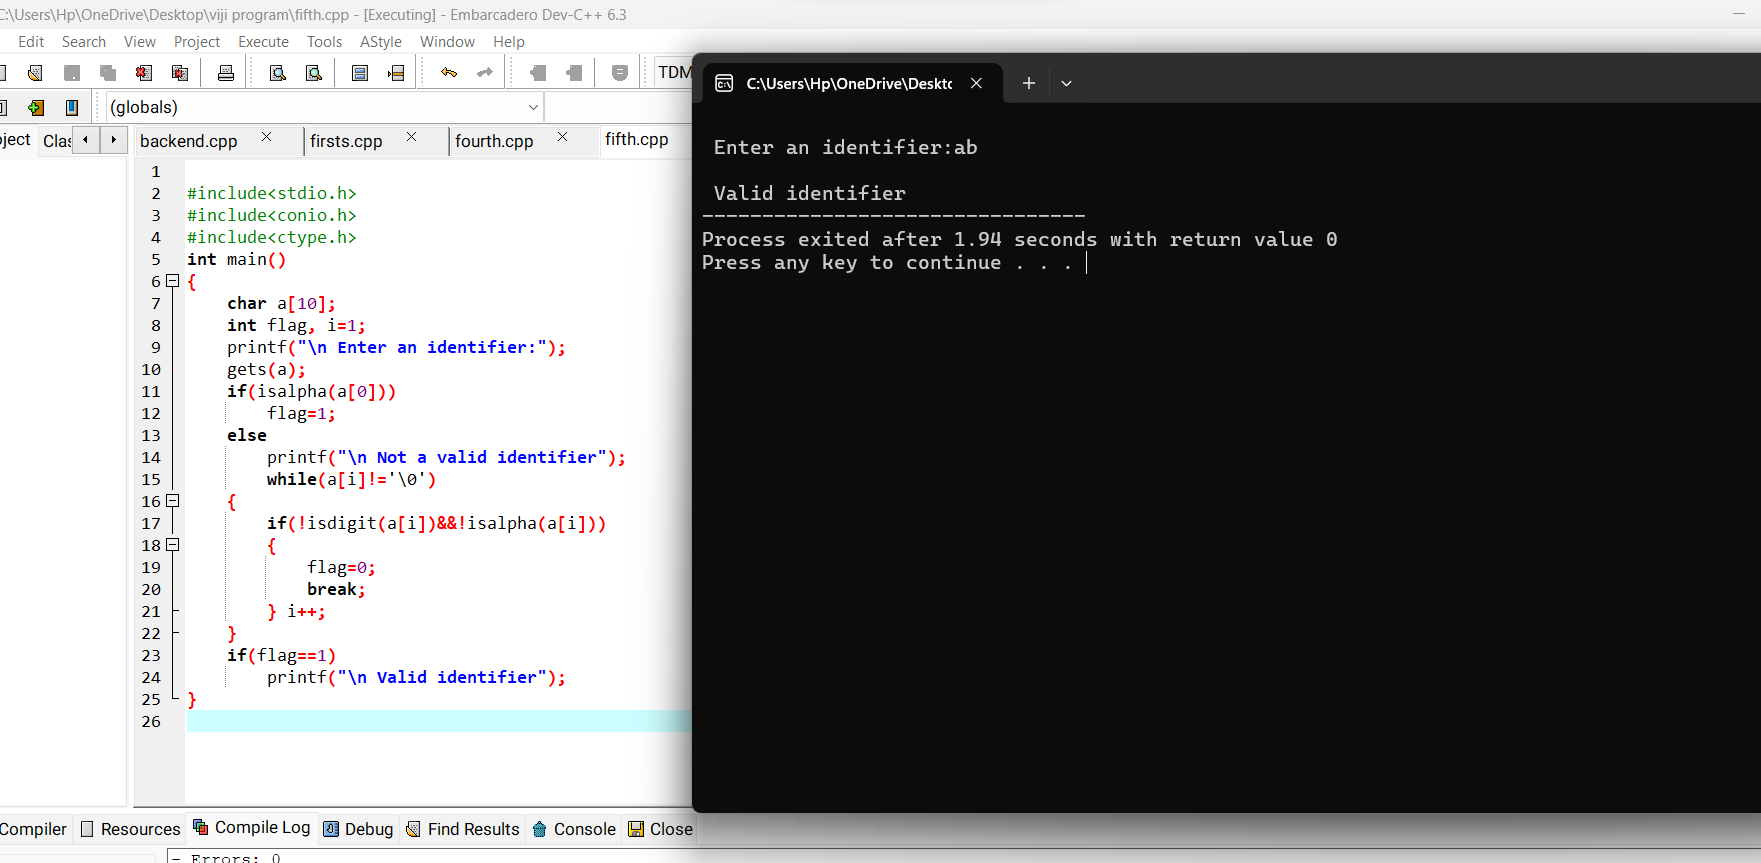 C:\Users\Hp\OneDrive\Desktop\viji program\fifth.cpp - [Executing] - Embarcadero Dev-C++ 6.3
Edit Search View Project Execute Tools AStyle Window Help
TDM
(globals)
ject Clas
backend.cpp firsts.cpp fourth.cpp fifth.cpp
1
2 #include<stdio.h>
3 #include<conio.h>
4 #include<ctype.h>
5 int main()
6 {
7 char a[10];
8 int flag, i=1;
9 printf("\n Enter an identifier:");
10 gets(a);
11 if(isalpha(a[0]))
12 flag=1;
13 else
14 printf("\n Not a valid identifier");
15 while(a[i]!='\0')
16 {
17 if(!isdigit(a[i])&&!isalpha(a[i]))
18 {
19 flag=0;
20 break;
21 } i++;
22 }
23 if(flag==1)
24 printf("\n Valid identifier");
25 }
26
Compiler Resources Compile Log Debug Find Results Console Close
- Errors: 0
C:\Users\Hp\OneDrive\Deskto
Enter an identifier:ab
Valid identifier
--------------------------------
Process exited after 1.94 seconds with return value 0
Press any key to continue . . .